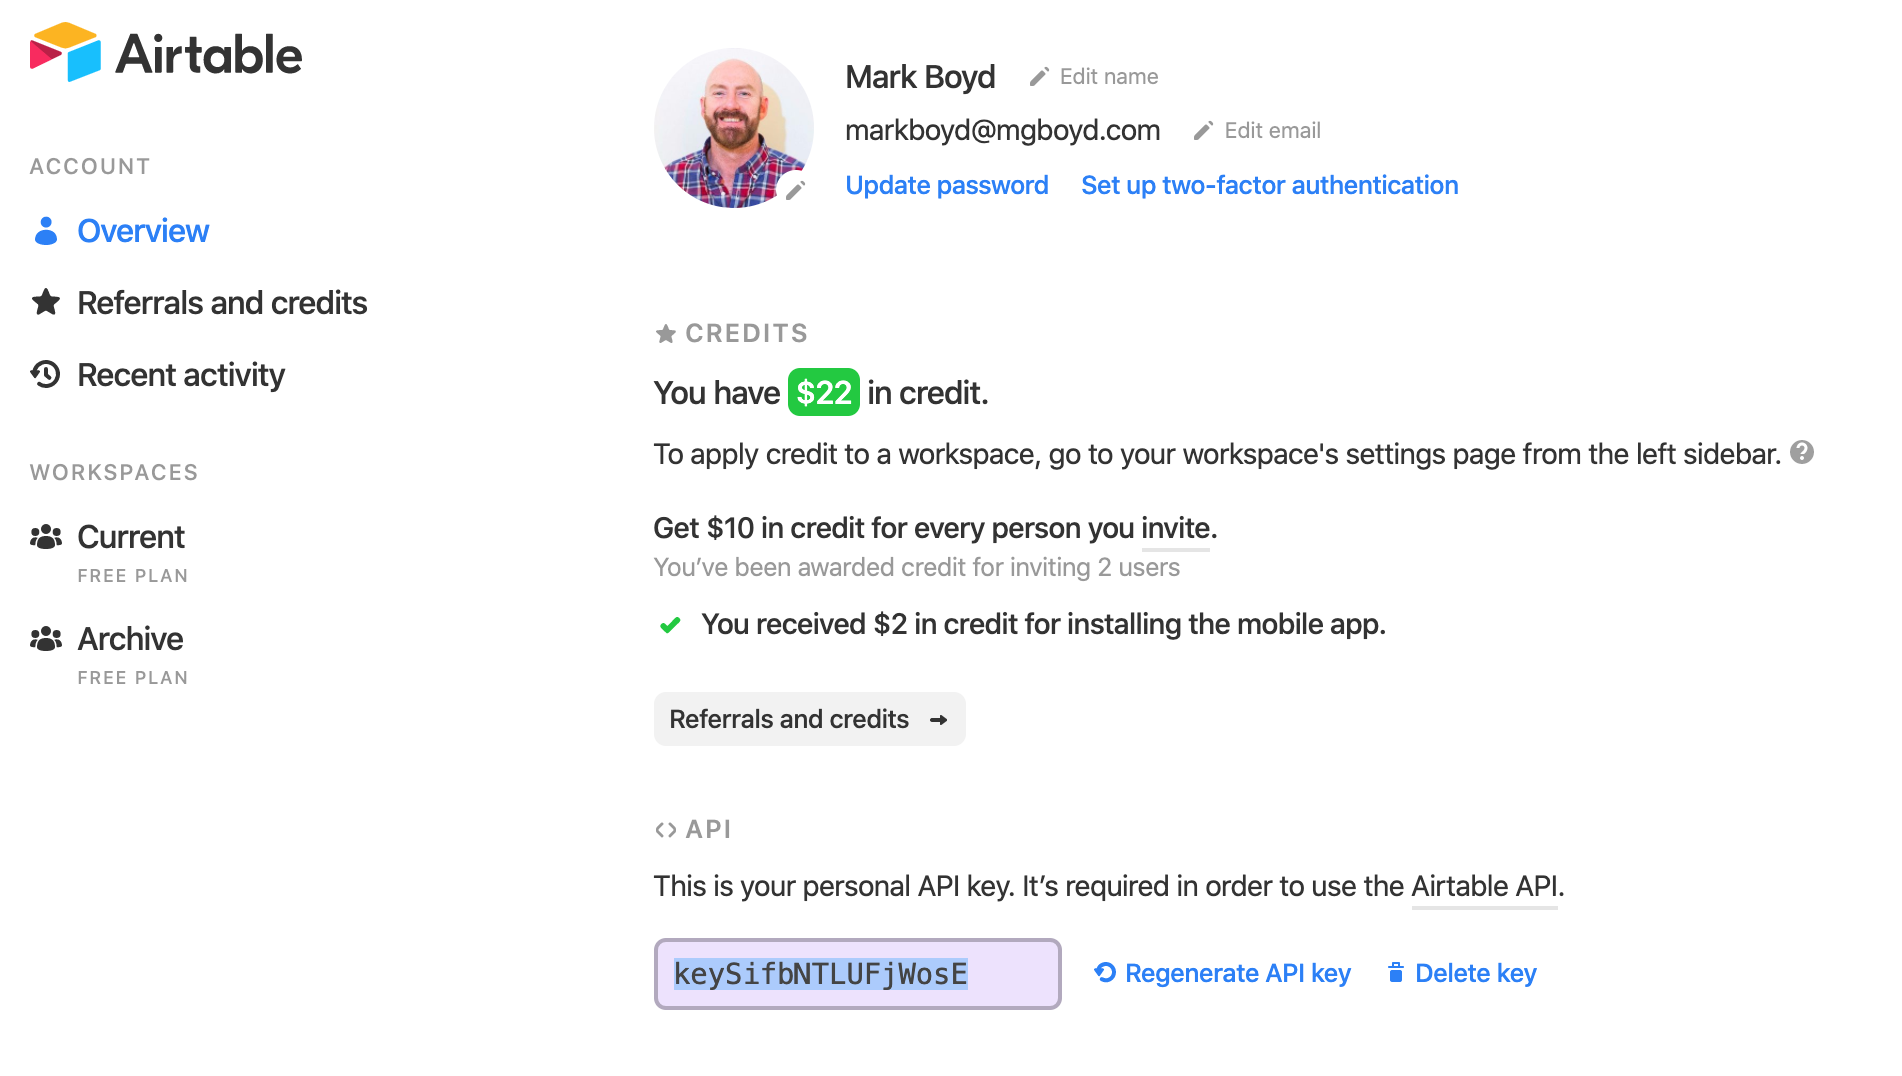 Airtable
ACCOUNT
Overview
Referrals and credits
Recent activity
WORKSPACES
Current
FREE PLAN
Archive
FREE PLAN
Mark Boyd Edit name
markboyd@mgboyd.com Edit email
Update password Set up two-factor authentication
CREDITS
You have $22 in credit.
To apply credit to a workspace, go to your workspace's settings page from the left sidebar. ?
Get $10 in credit for every person you invite.
You’ve been awarded credit for inviting 2 users
You received $2 in credit for installing the mobile app.
Referrals and credits
<> API
This is your personal API key. It’s required in order to use the Airtable API.
keySifbNTLUFjWosE Regenerate API key Delete key